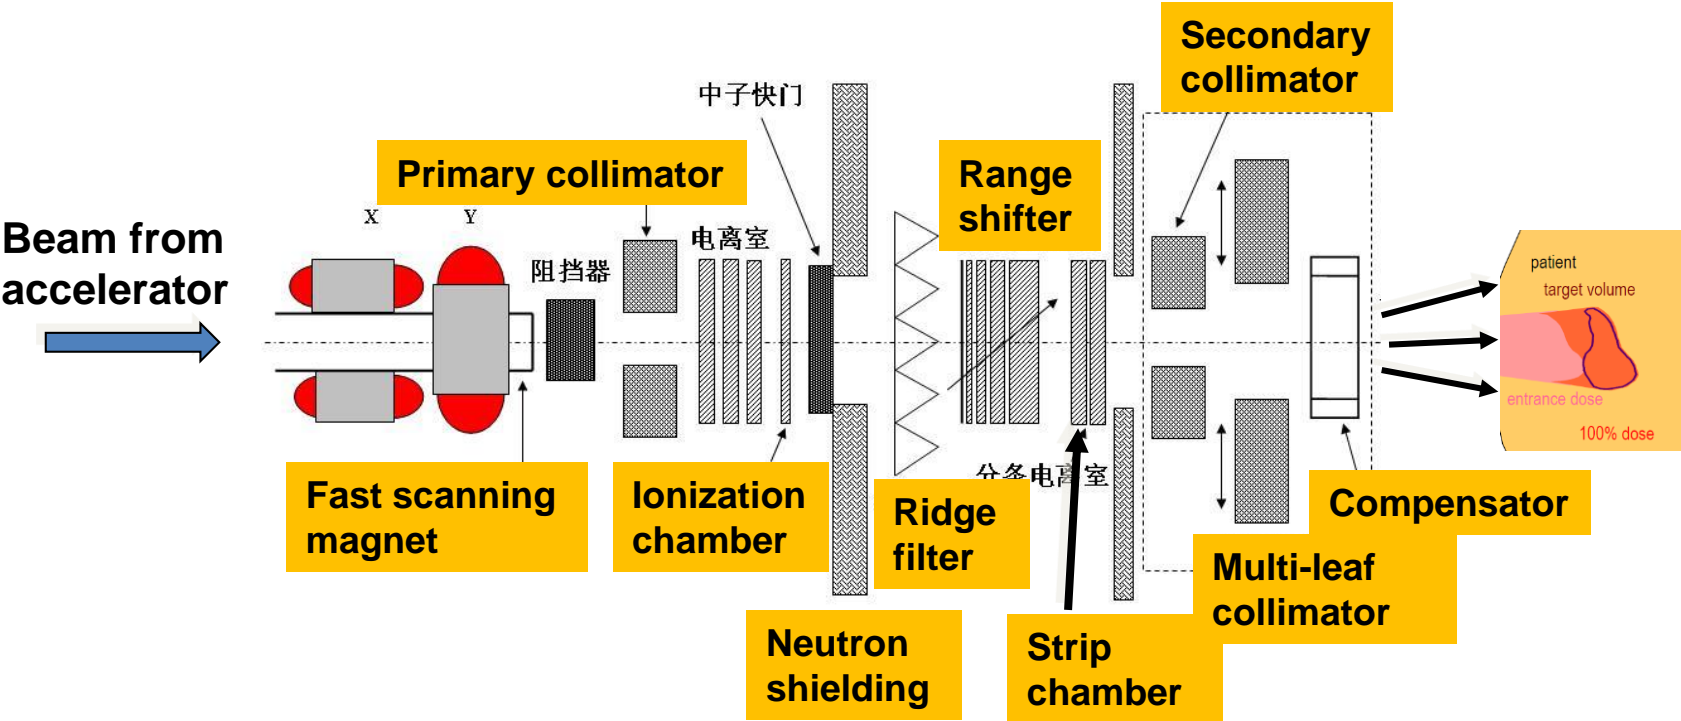 Secondary
collimator
中子快门
Primary collimator
Range
shifter
X
Y
Beam from
accelerator
电离室
阻挡器
patient
target volume
entrance dose
100% dose
分条电离室
Fast scanning
magnet
Ionization
chamber
Ridge
filter
Compensator
Multi-leaf
collimator
Neutron
shielding
Strip
chamber